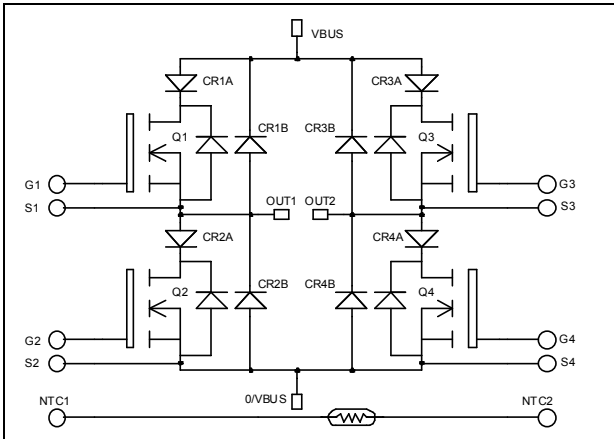 VBUS
CR1A
CR3A
Q1
CR1B
CR3B
Q3
G1
G3
S1
OUT1
OUT2
S3
CR2A
CR4A
Q2
CR2B
CR4B
Q4
G2
G4
S2
S4
NTC1
0/VBUS
NTC2